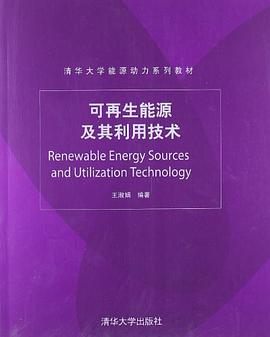 清华大学能源动力系列教材
可再生能源
及其利用技术
Renewable Energy Sources
and Utilization Technology
王淑娟 编著
清华大学出版社